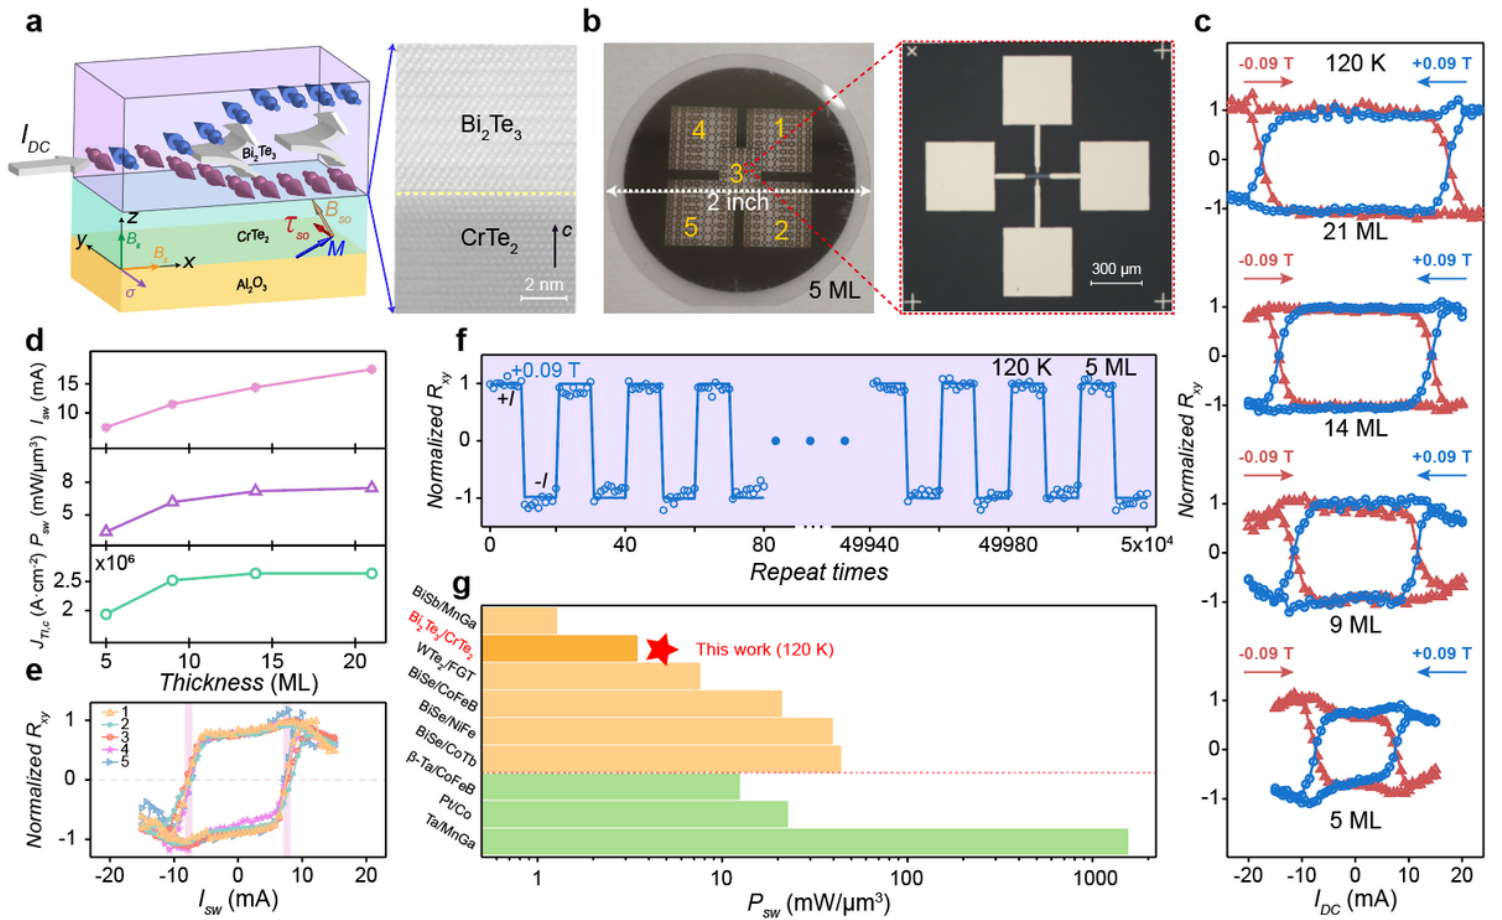 a
I_DC
Bi₂Te₃
z
B_k
y
B_x
x
σ
CrTe₂
τ_so
B_so
M
Al₂O₃
Bi₂Te₃
CrTe₂
c
2 nm
b
4
1
3
2 inch
5
2
5 ML
300 μm
c
-0.09 T
120 K
+0.09 T
1
0
-1
21 ML
-0.09 T
+0.09 T
1
0
-1
14 ML
-0.09 T
+0.09 T
1
0
-1
9 ML
-0.09 T
+0.09 T
1
0
-1
5 ML
Normalized R_xy
-20
-10
0
10
20
I_DC (mA)
d
I_sw (mA)
15
10
P_sw (mW/μm³)
8
5
J_TI,c (A·cm⁻²)
x10⁶
2.5
2
5
10
15
20
Thickness (ML)
e
Normalized R_xy
1
0
-1
1
2
3
4
5
-20
-10
0
10
20
I_sw (mA)
f
Normalized R_xy
1
0
-1
+0.09 T
+I
-I
120 K
5 ML
0
40
80
49940
49980
5x10⁴
Repeat times
g
BiSb/MnGa
Bi₂Te₃/CrTe₂
WTe₂/FGT
BiSe/CoFeB
BiSe/NiFe
BiSe/CoTb
β-Ta/CoFeB
Pt/Co
Ta/MnGa
This work (120 K)
1
10
100
1000
P_sw (mW/μm³)